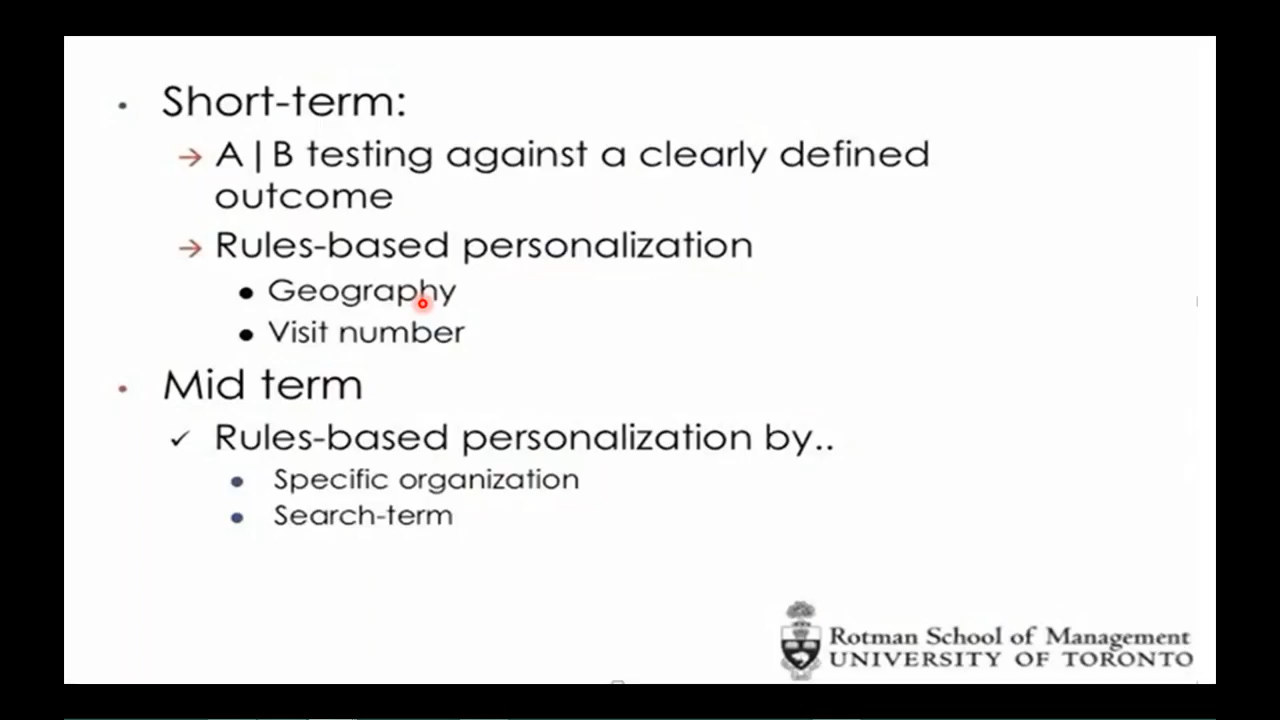 Short-term:
A|B testing against a clearly defined
outcome
Rules-based personalization
Geography
Visit number
Mid term
Rules-based personalization by..
Specific organization
Search-term
Rotman School of Management
UNIVERSITY OF TORONTO